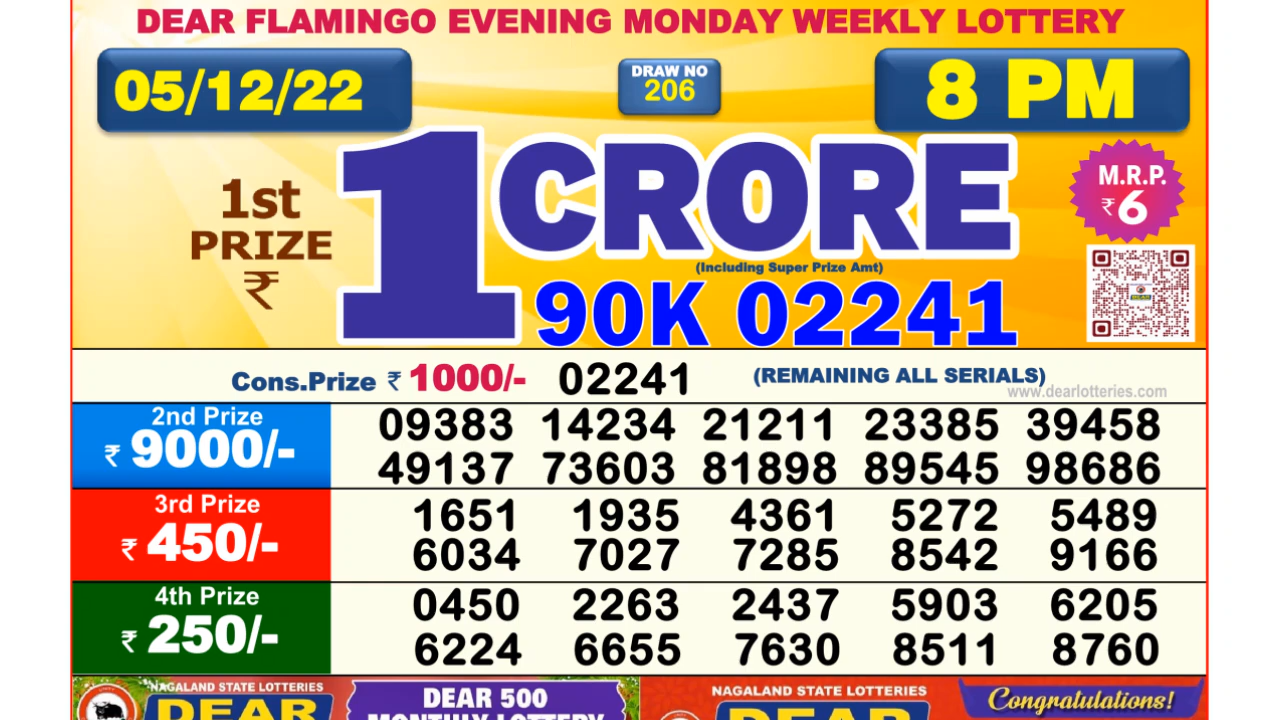 DEAR FLAMINGO EVENING MONDAY WEEKLY LOTTERY
05/12/22
DRAW NO
206
8 PM
1st
PRIZE
₹
1 CRORE
(Including Super Prize Amt)
90K 02241
M.R.P.
₹6
Cons.Prize ₹ 1000/- 02241 (REMAINING ALL SERIALS)
www.dearlotteries.com
2nd Prize
₹ 9000/-
09383 14234 21211 23385 39458
49137 73603 81898 89545 98686
3rd Prize
₹ 450/-
1651 1935 4361 5272 5489
6034 7027 7285 8542 9166
4th Prize
₹ 250/-
0450 2263 2437 5903 6205
6224 6655 7630 8511 8760
NAGALAND STATE LOTTERIES
DEAR
DEAR 500
MONTHLY LOTTERY
NAGALAND STATE LOTTERIES
DEAR
Congratulations!